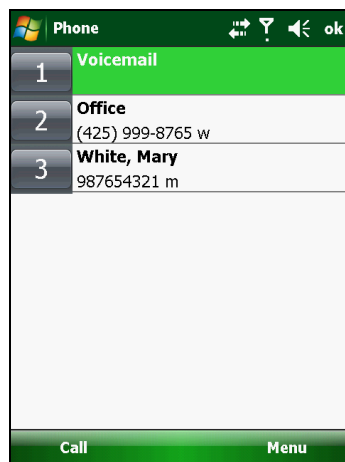 Phone
ok
1
Voicemail
2
Office
(425) 999-8765 w
3
White, Mary
987654321 m
Call
Menu